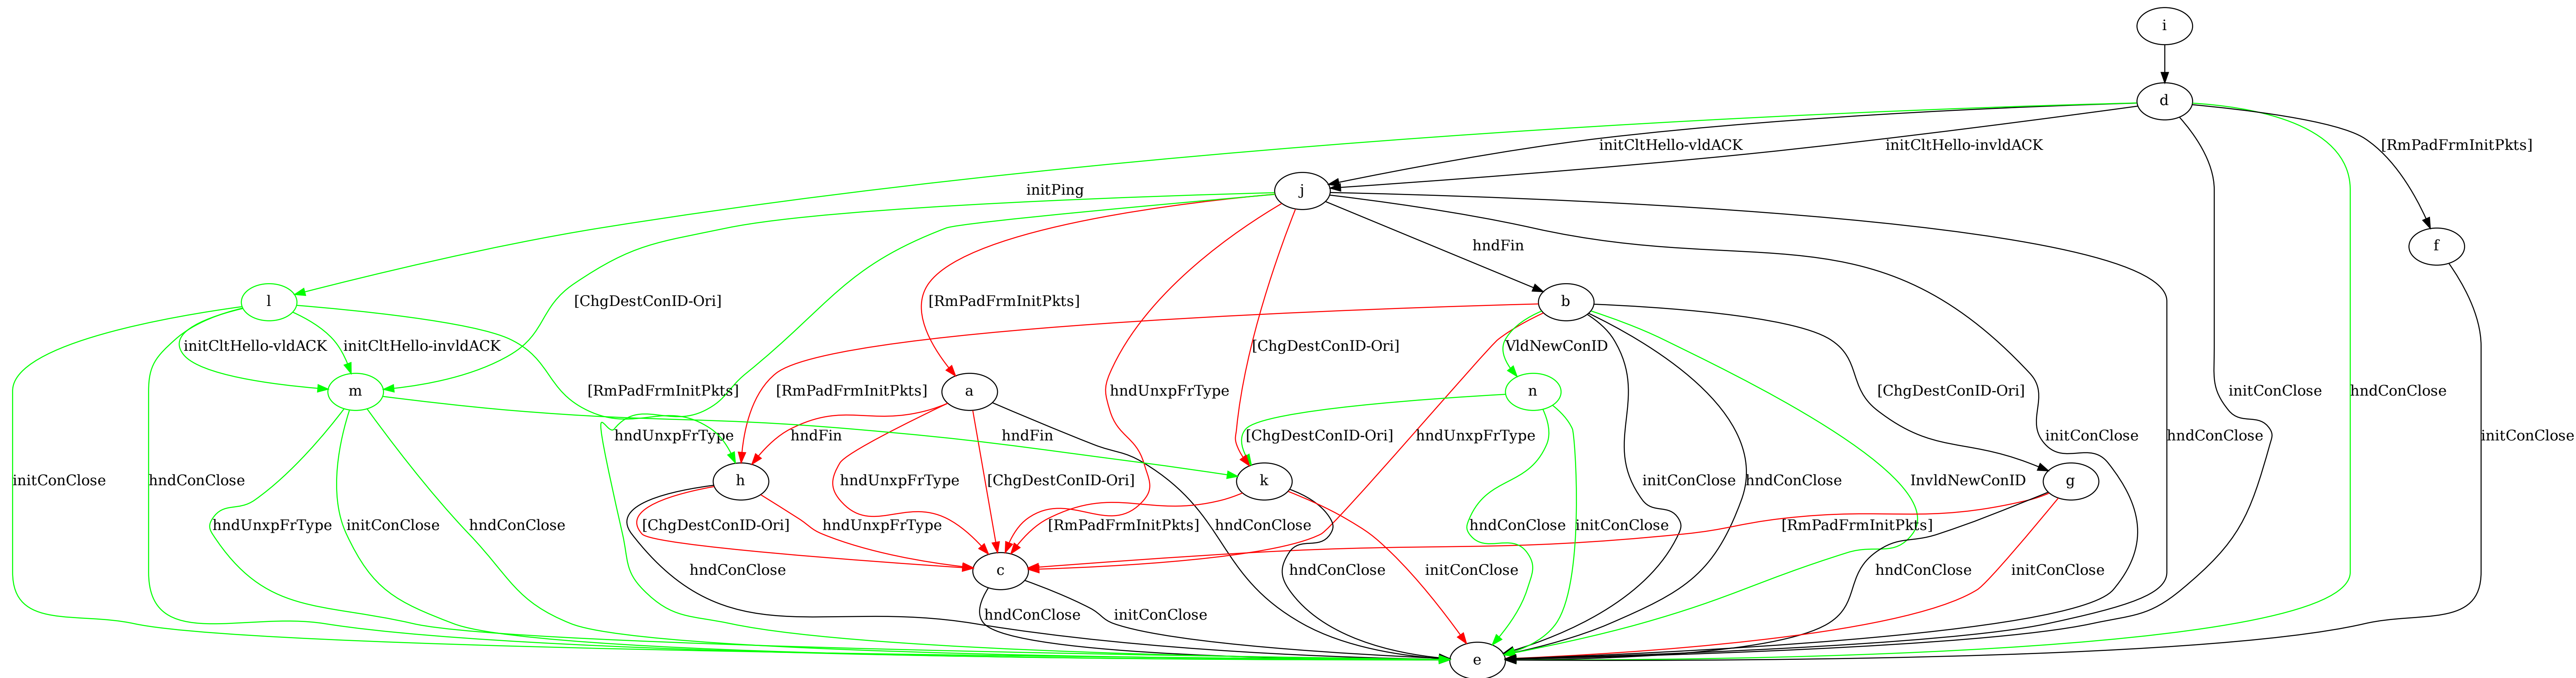 i
d
initCltHello-vldACK
initCltHello-invldACK
[RmPadFrmInitPkts]
initPing
j
hndFin
f
l
[ChgDestConID-Ori]
[RmPadFrmInitPkts]
b
initCltHello-vldACK
initCltHello-invldACK
[ChgDestConID-Ori]
VldNewConID
m
[RmPadFrmInitPkts]
[RmPadFrmInitPkts]
a
hndUnxpFrType
n
[ChgDestConID-Ori]
initConClose
hndConClose
hndUnxpFrType
hndFin
hndFin
[ChgDestConID-Ori]
hndUnxpFrType
initConClose
hndConClose
initConClose
initConClose
hndConClose
h
hndUnxpFrType
[ChgDestConID-Ori]
k
initConClose
hndConClose
InvldNewConID
g
hndUnxpFrType
initConClose
hndConClose
[ChgDestConID-Ori]
hndUnxpFrType
[RmPadFrmInitPkts]
hndConClose
hndConClose
initConClose
[RmPadFrmInitPkts]
hndConClose
c
hndConClose
initConClose
hndConClose
initConClose
hndConClose
initConClose
e